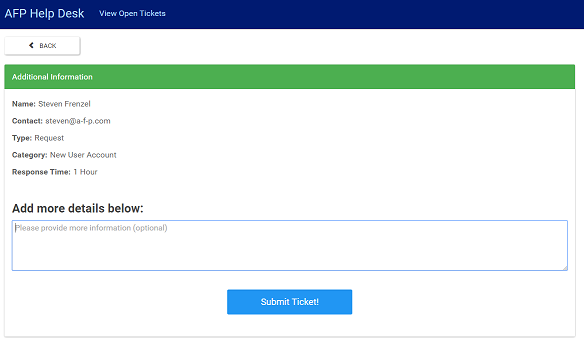 AFP Help Desk View Open Tickets
BACK
Additional Information
Name: Steven Frenzel
Contact: steven@a-f-p.com
Type: Request
Category: New User Account
Response Time: 1 Hour
Add more details below:
Please provide more information (optional)
Submit Ticket!